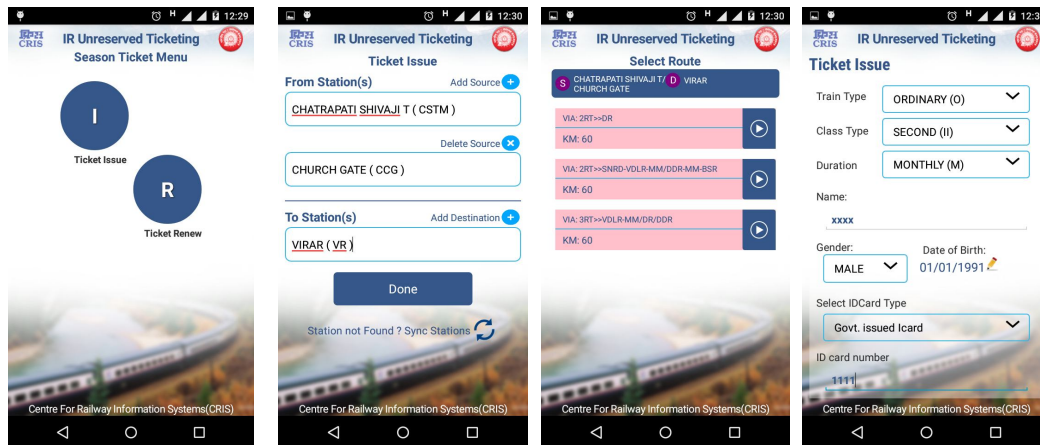 H 12:29
क्रिस
CRIS
IR Unreserved Ticketing
Season Ticket Menu
I
Ticket Issue
R
Ticket Renew
Centre For Railway Information Systems(CRIS)
H 12:30
क्रिस
CRIS
IR Unreserved Ticketing
Ticket Issue
From Station(s) Add Source +
CHATRAPATI SHIVAJI T ( CSTM )
Delete Source
CHURCH GATE ( CCG )
To Station(s) Add Destination +
VIRAR ( VR )
Done
Station not Found ? Sync Stations
Centre For Railway Information Systems(CRIS)
H 12:30
क्रिस
CRIS
IR Unreserved Ticketing
Select Route
S CHATRAPATI SHIVAJI T/ D VIRAR
CHURCH GATE
VIA: 2RT>>DR
KM: 60
VIA: 2RT>>SNRD-VDLR-MM/DDR-MM-BSR
KM: 60
VIA: 3RT>>VDLR-MM/DR/DDR
KM: 60
Centre For Railway Information Systems(CRIS)
H 12:3
क्रिस
CRIS
IR Unreserved Ticketing
Ticket Issue
Train Type ORDINARY (O)
Class Type SECOND (II)
Duration MONTHLY (M)
Name:
xxxx
Gender: Date of Birth:
MALE 01/01/1991
Select IDCard Type
Govt. issued Icard
ID card number
1111
Centre For Railway Information Systems(CRIS)